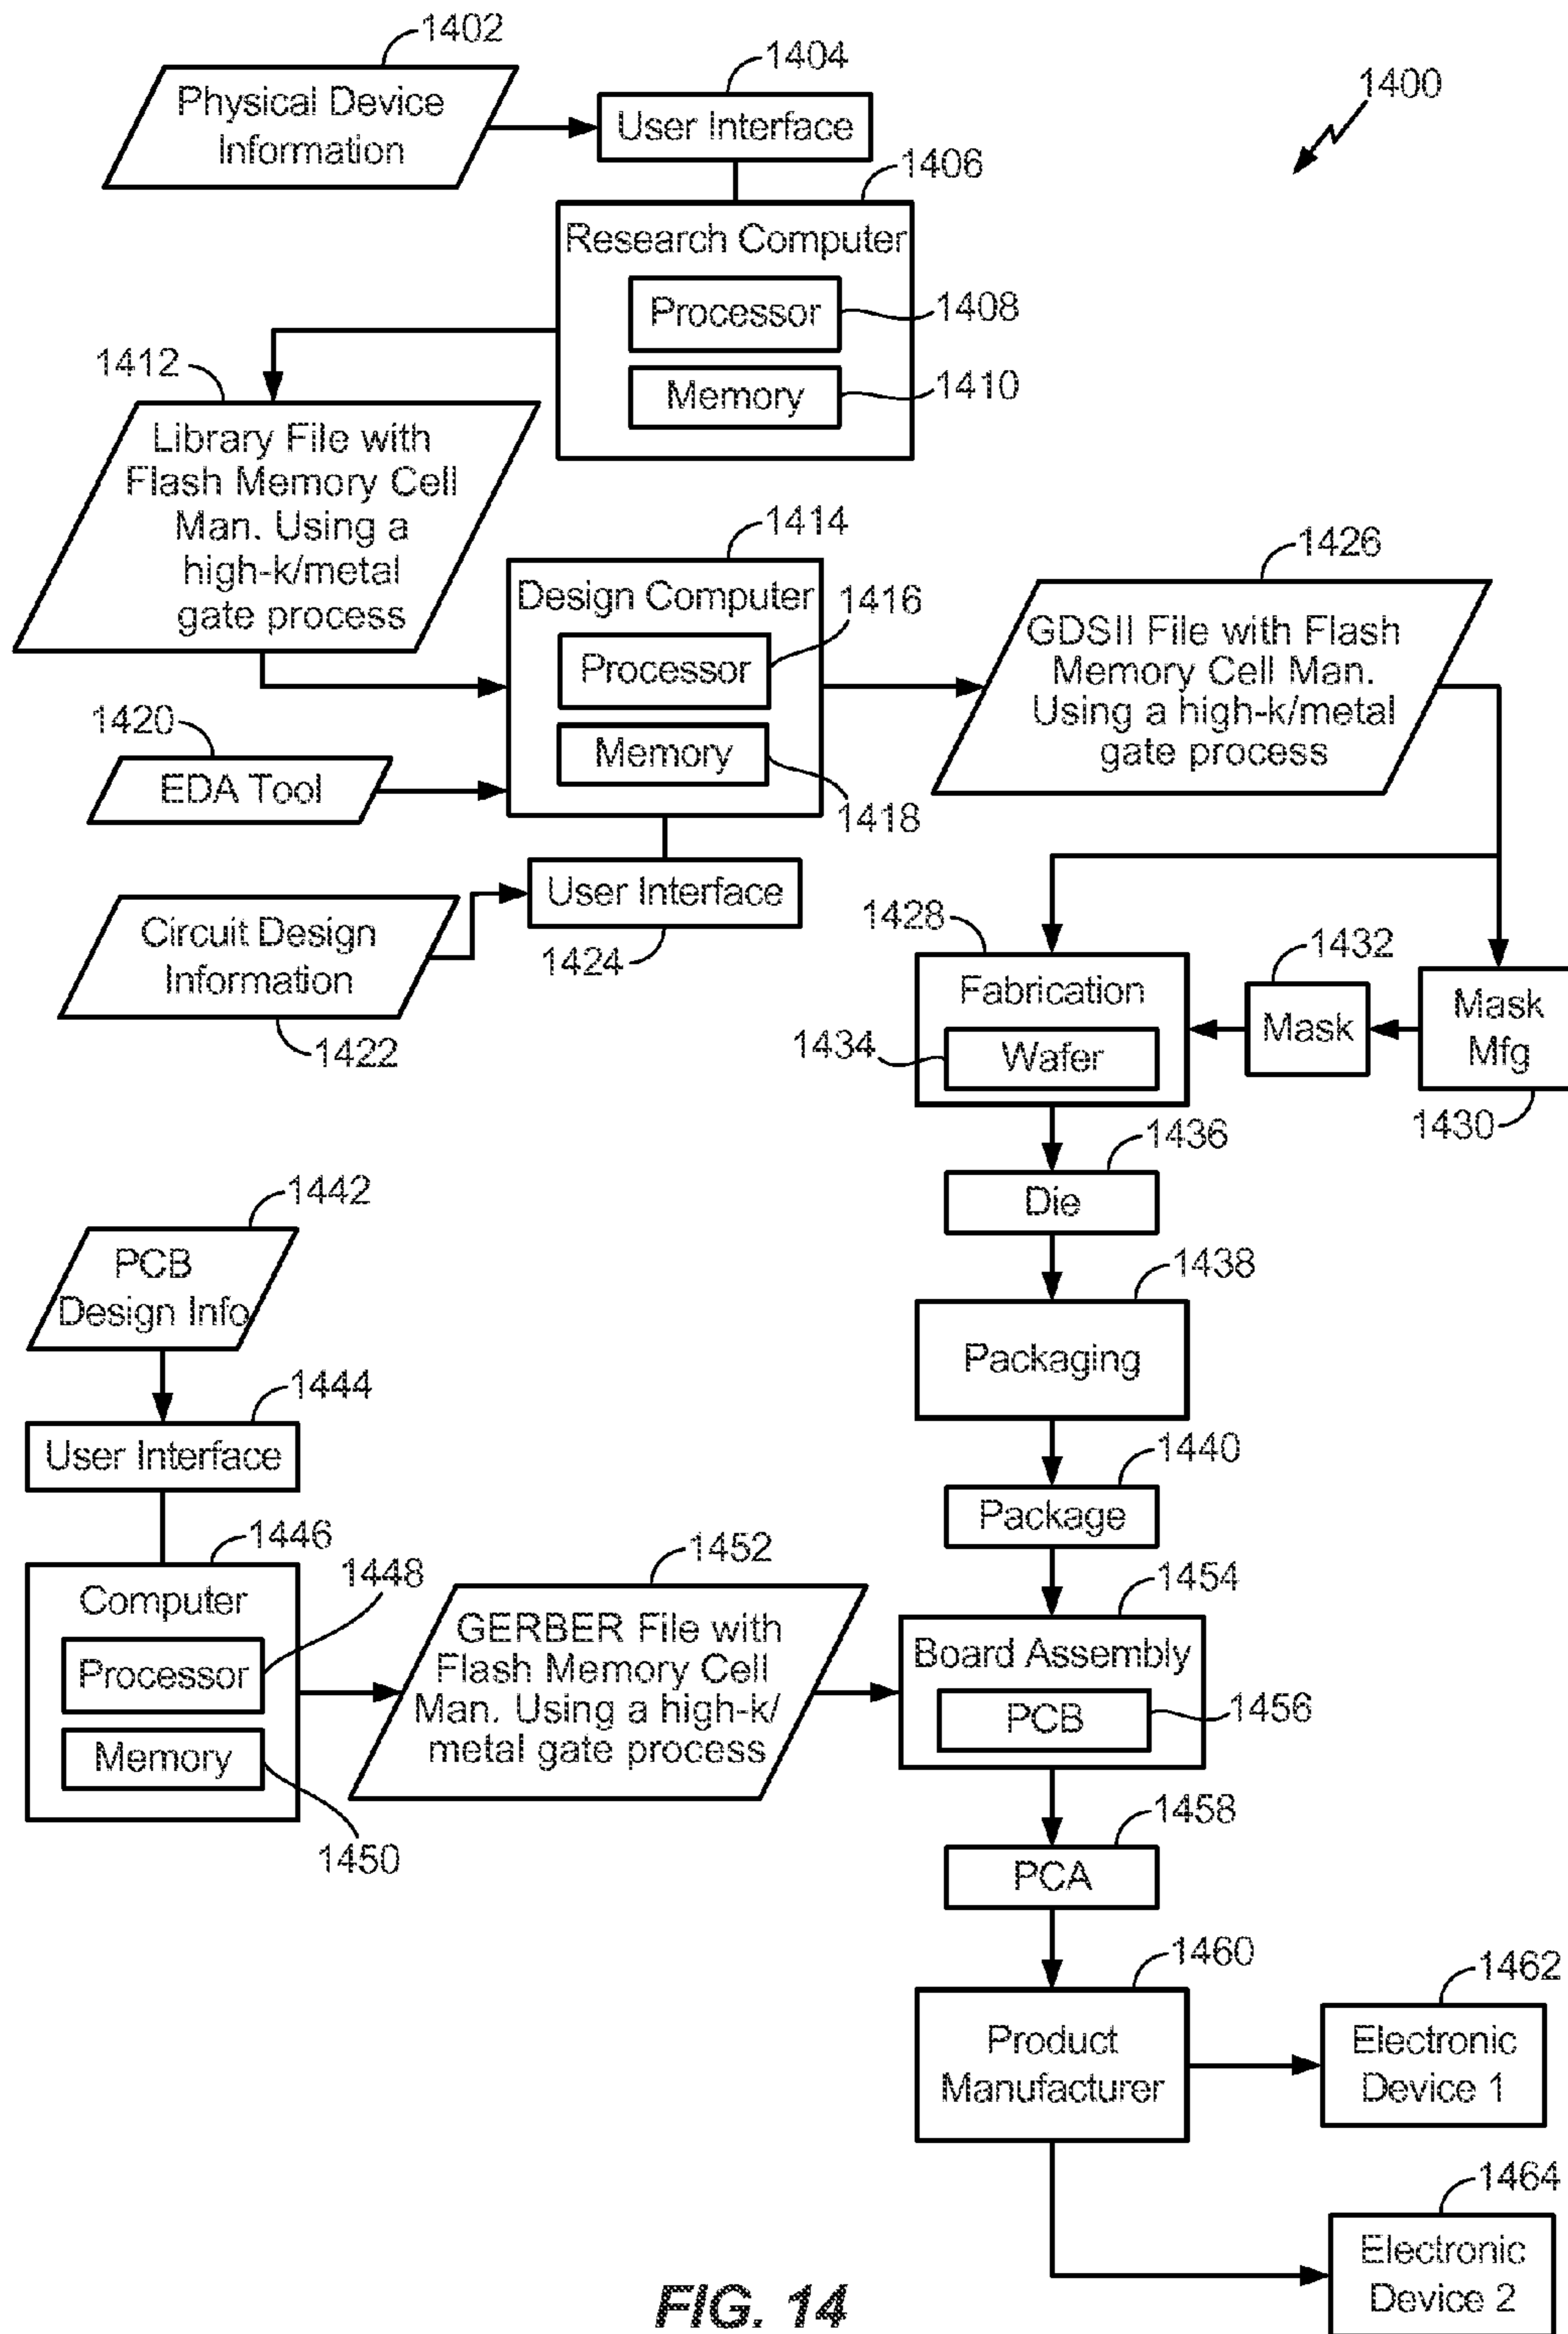 1402
Physical Device
Information
1404
User Interface
1400
1406
Research Computer
Processor
1408
Memory
1410
1412
Library File with
Flash Memory Cell
Man. Using a
high-k/metal
gate process
1414
Design Computer
1416
Processor
Memory
1418
1420
EDA Tool
1426
GDSII File with Flash
Memory Cell Man.
Using a high-k/metal
gate process
User Interface
1424
Circuit Design
Information
1422
1428
Fabrication
1434
Wafer
1432
Mask
Mask
Mfg
1430
1436
Die
1438
Packaging
1440
Package
1442
PCB
Design Info
1444
User Interface
1446
Computer
1448
Processor
Memory
1450
1452
GERBER File with
Flash Memory Cell
Man. Using a high-k/
metal gate process
1454
Board Assembly
PCB
1456
1458
PCA
1460
Product
Manufacturer
1462
Electronic
Device 1
1464
Electronic
Device 2
FIG. 14